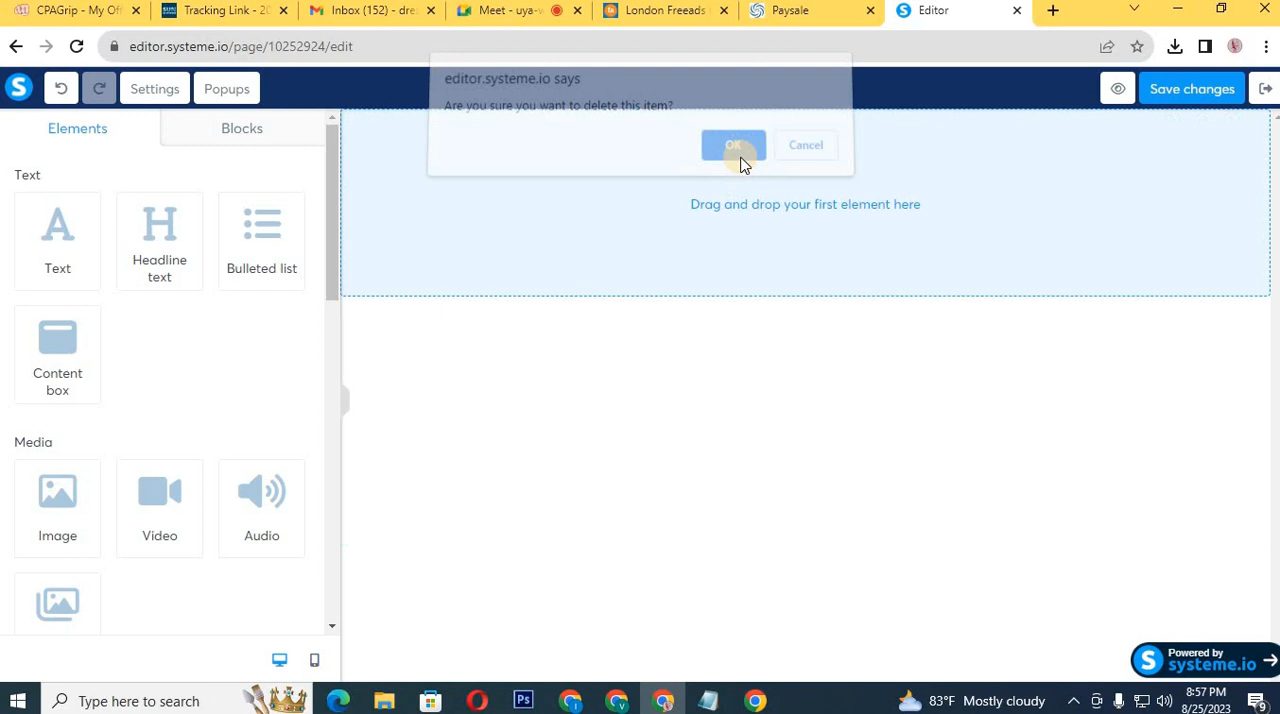 CPAGrip - My Off
Tracking Link - 20
Inbox (152) - dre
Meet - uya-
London Freeads
Paysale
Editor
editor.systeme.io/page/10252924/edit
Settings
Popups
Save changes
editor.systeme.io says
Are you sure you want to delete this item?
OK
Cancel
Elements
Blocks
Text
Text
Headline
text
Bulleted list
Content
box
Media
Image
Video
Audio
Drag and drop your first element here
Powered by
systeme.io
Type here to search
Ps
83°F Mostly cloudy
8:57 PM
8/25/2023
9